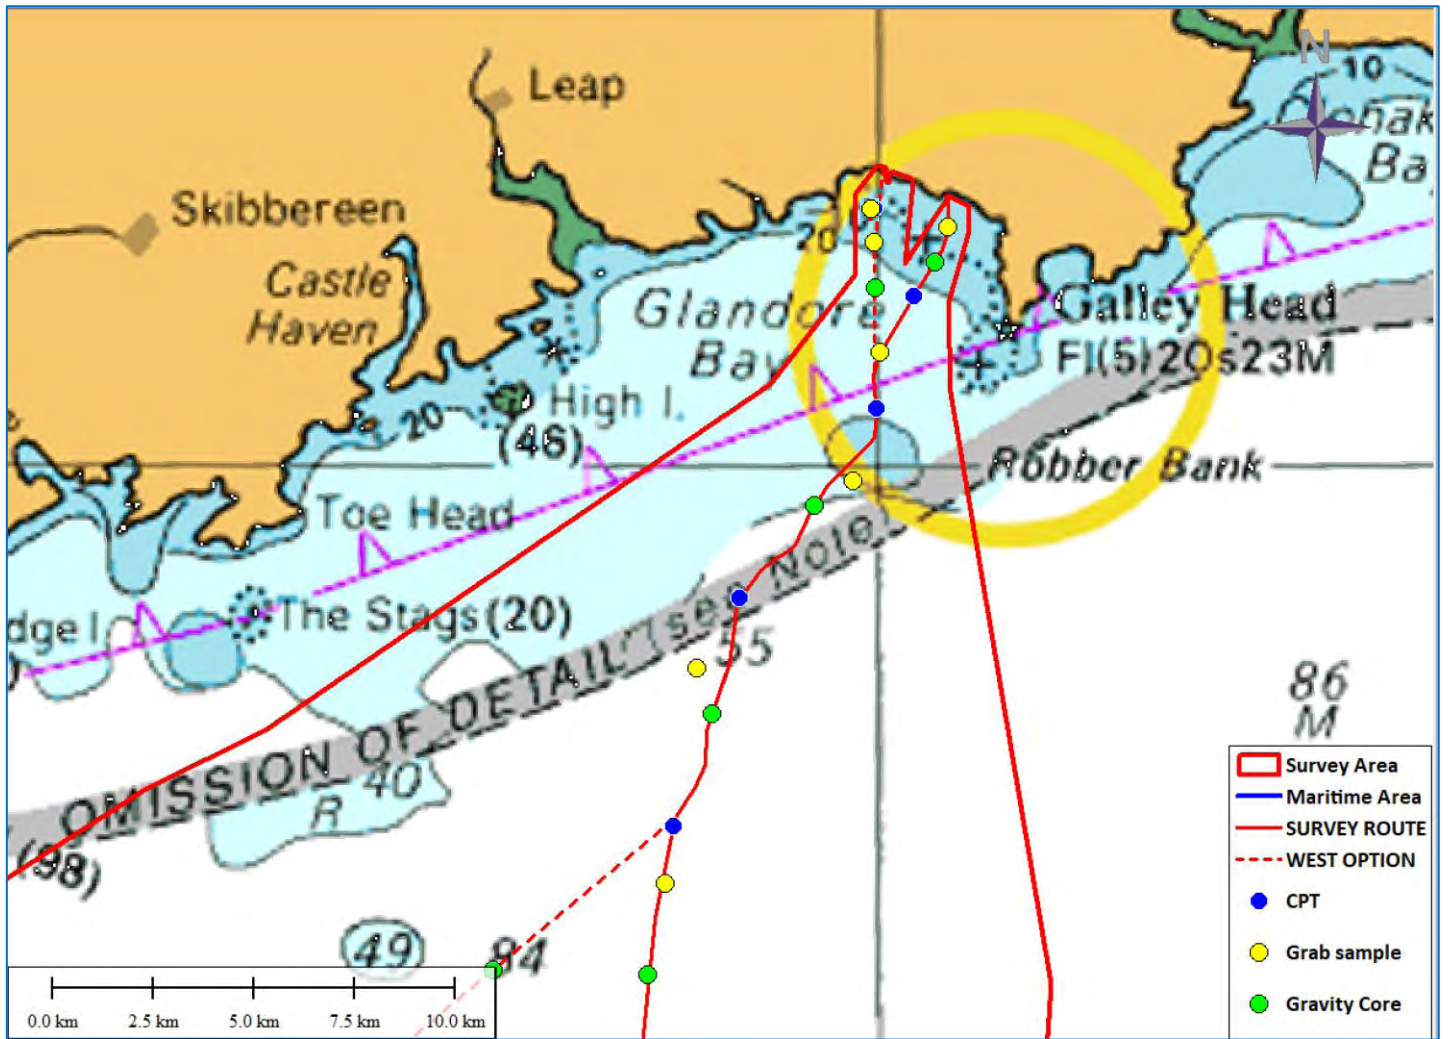 N
Leap
10
Ba
Skibbereen
Castle
Haven
20
Glandore
Bay
Galley Head
Fl(5)20s23M
High I.
(46)
20
Robber Bank
Toe Head
dge I
The Stags (20)
OMISSION OF DETAIL (see Note
55
86
M
40
R
(98)
49
84
0.0 km
2.5 km
5.0 km
7.5 km
10.0 km
Survey Area
Maritime Area
SURVEY ROUTE
WEST OPTION
CPT
Grab sample
Gravity Core